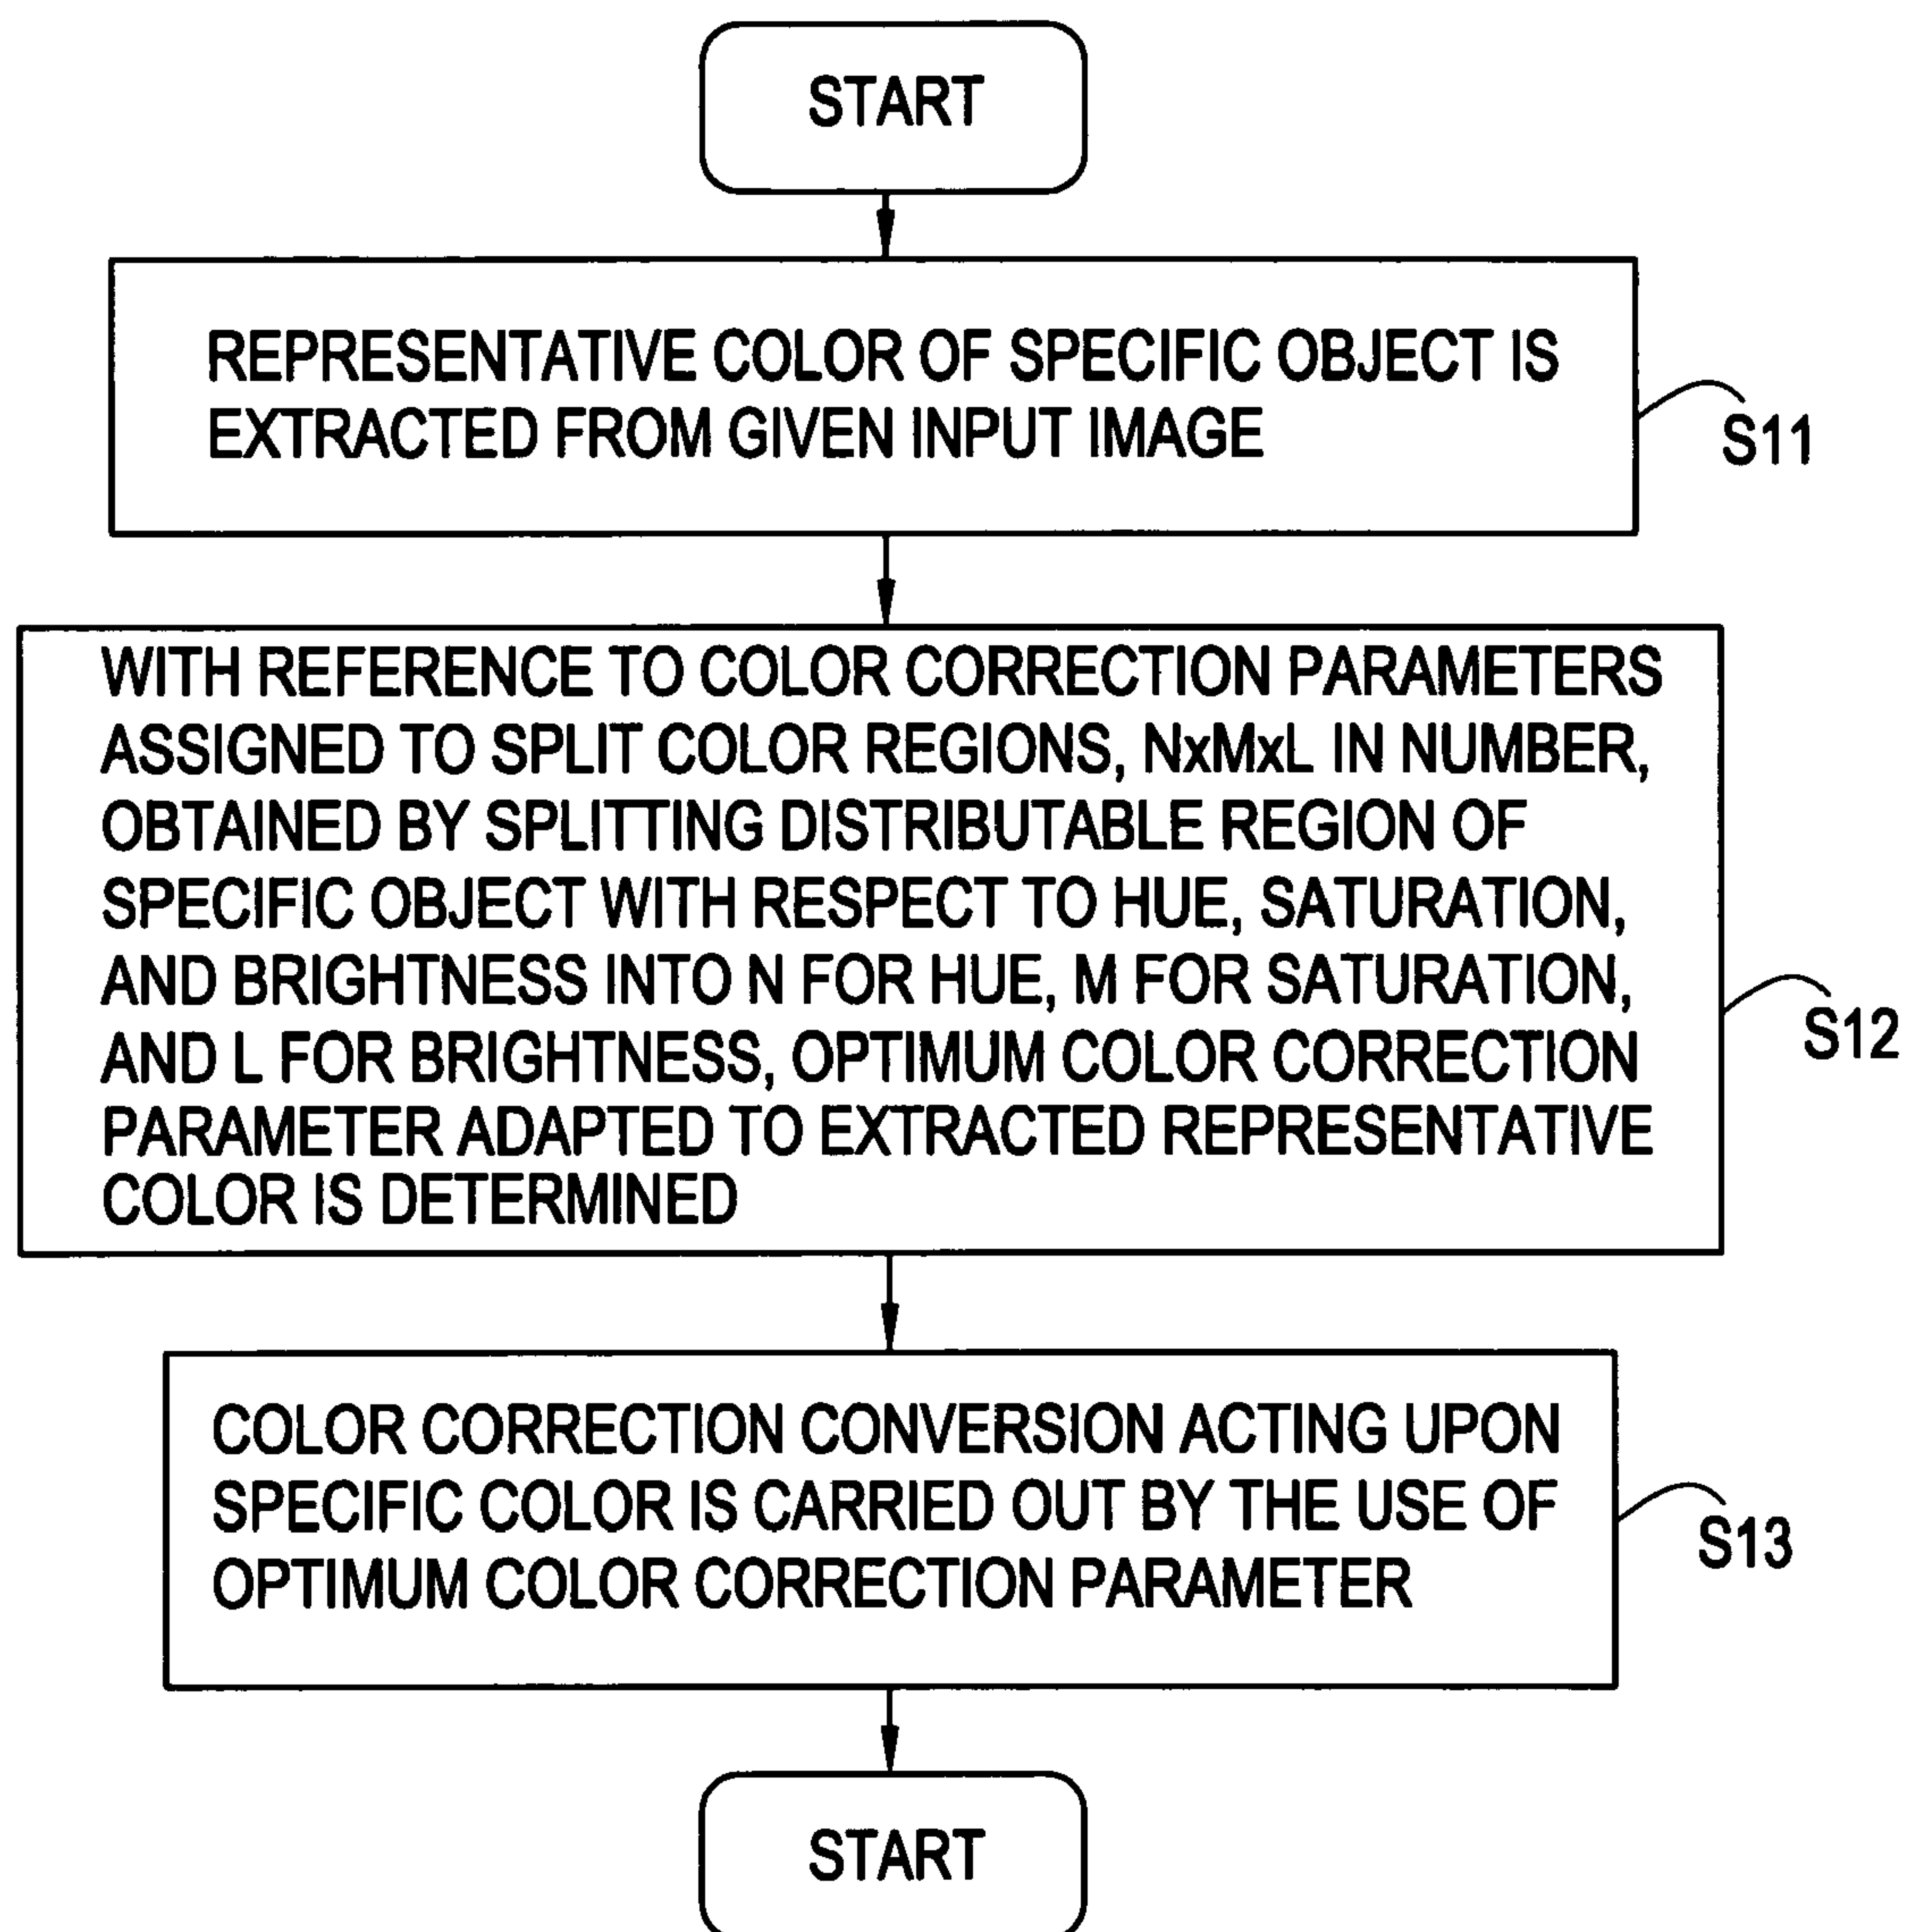 START
REPRESENTATIVE COLOR OF SPECIFIC OBJECT IS
EXTRACTED FROM GIVEN INPUT IMAGE
S11
WITH REFERENCE TO COLOR CORRECTION PARAMETERS
ASSIGNED TO SPLIT COLOR REGIONS, NxMxL IN NUMBER,
OBTAINED BY SPLITTING DISTRIBUTABLE REGION OF
SPECIFIC OBJECT WITH RESPECT TO HUE, SATURATION,
AND BRIGHTNESS INTO N FOR HUE, M FOR SATURATION,
AND L FOR BRIGHTNESS, OPTIMUM COLOR CORRECTION
PARAMETER ADAPTED TO EXTRACTED REPRESENTATIVE
COLOR IS DETERMINED
S12
COLOR CORRECTION CONVERSION ACTING UPON
SPECIFIC COLOR IS CARRIED OUT BY THE USE OF
OPTIMUM COLOR CORRECTION PARAMETER
S13
START